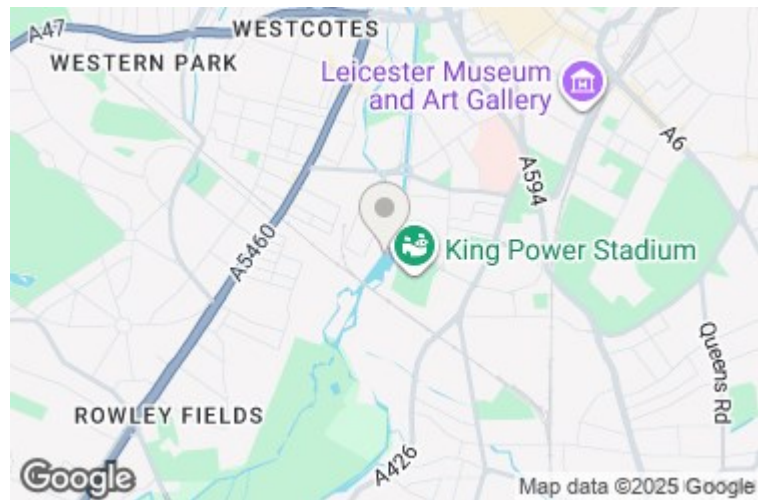 A47
WESTCOTES
WESTERN PARK
Leicester Museum
and Art Gallery
A6
A594
A5460
King Power Stadium
Queens Rd
ROWLEY FIELDS
A426
Google
Map data ©2025 Google